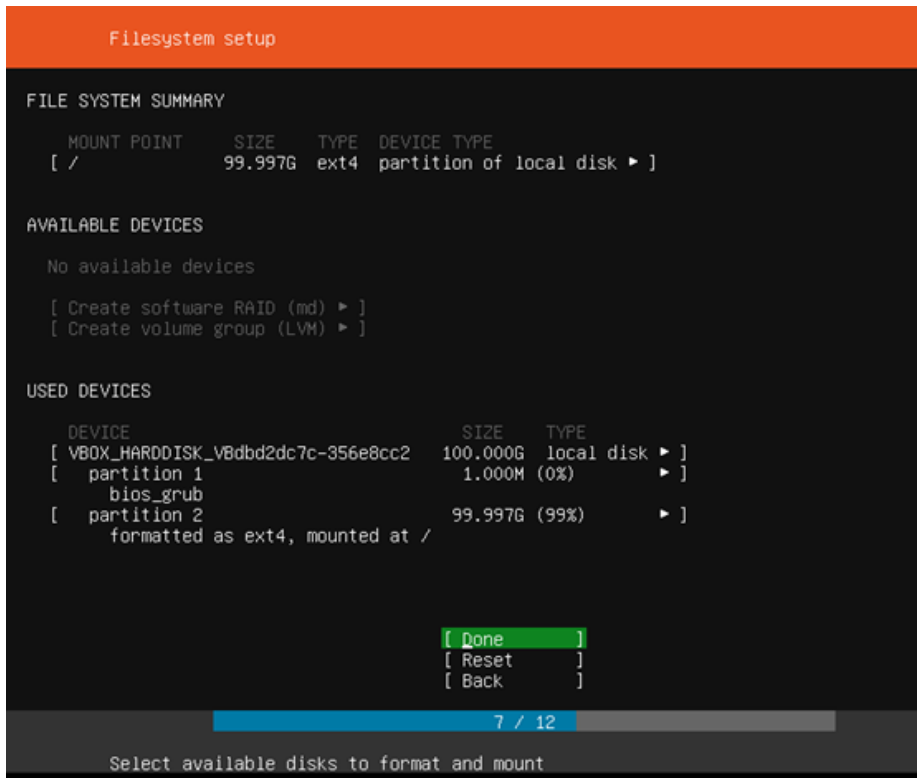 Filesystem setup
FILE SYSTEM SUMMARY
MOUNT POINT SIZE TYPE DEVICE TYPE
[ / 99.997G ext4 partition of local disk ▸ ]
AVAILABLE DEVICES
No available devices
[ Create software RAID (md) ▸ ]
[ Create volume group (LVM) ▸ ]
USED DEVICES
DEVICE SIZE TYPE
[ VBOX_HARDDISK_VBdbd2dc7c-356e8cc2 100.000G local disk ▸ ]
[ partition 1 1.000M (0%) ▸ ]
bios_grub
[ partition 2 99.997G (99%) ▸ ]
formatted as ext4, mounted at /
[ Done ]
[ Reset ]
[ Back ]
7 / 12
Select available disks to format and mount